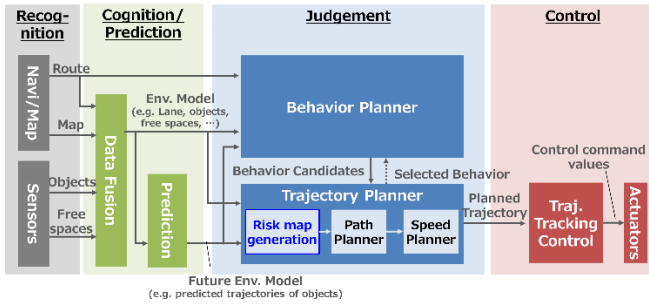 Recog-
nition
Cognition/
Prediction
Judgement
Control
Navi/Map
Sensors
Route
Map
Objects
Free
spaces
Data Fusion
Prediction
Env. Model
(e.g. Lane, objects,
free spaces, …)
Behavior Planner
Behavior Candidates
Selected Behavior
Trajectory Planner
Risk map
generation
Path
Planner
Speed
Planner
Planned
Trajectory
Control command
values
Traj.
Tracking
Control
Actuators
Future Env. Model
(e.g. predicted trajectories of objects)